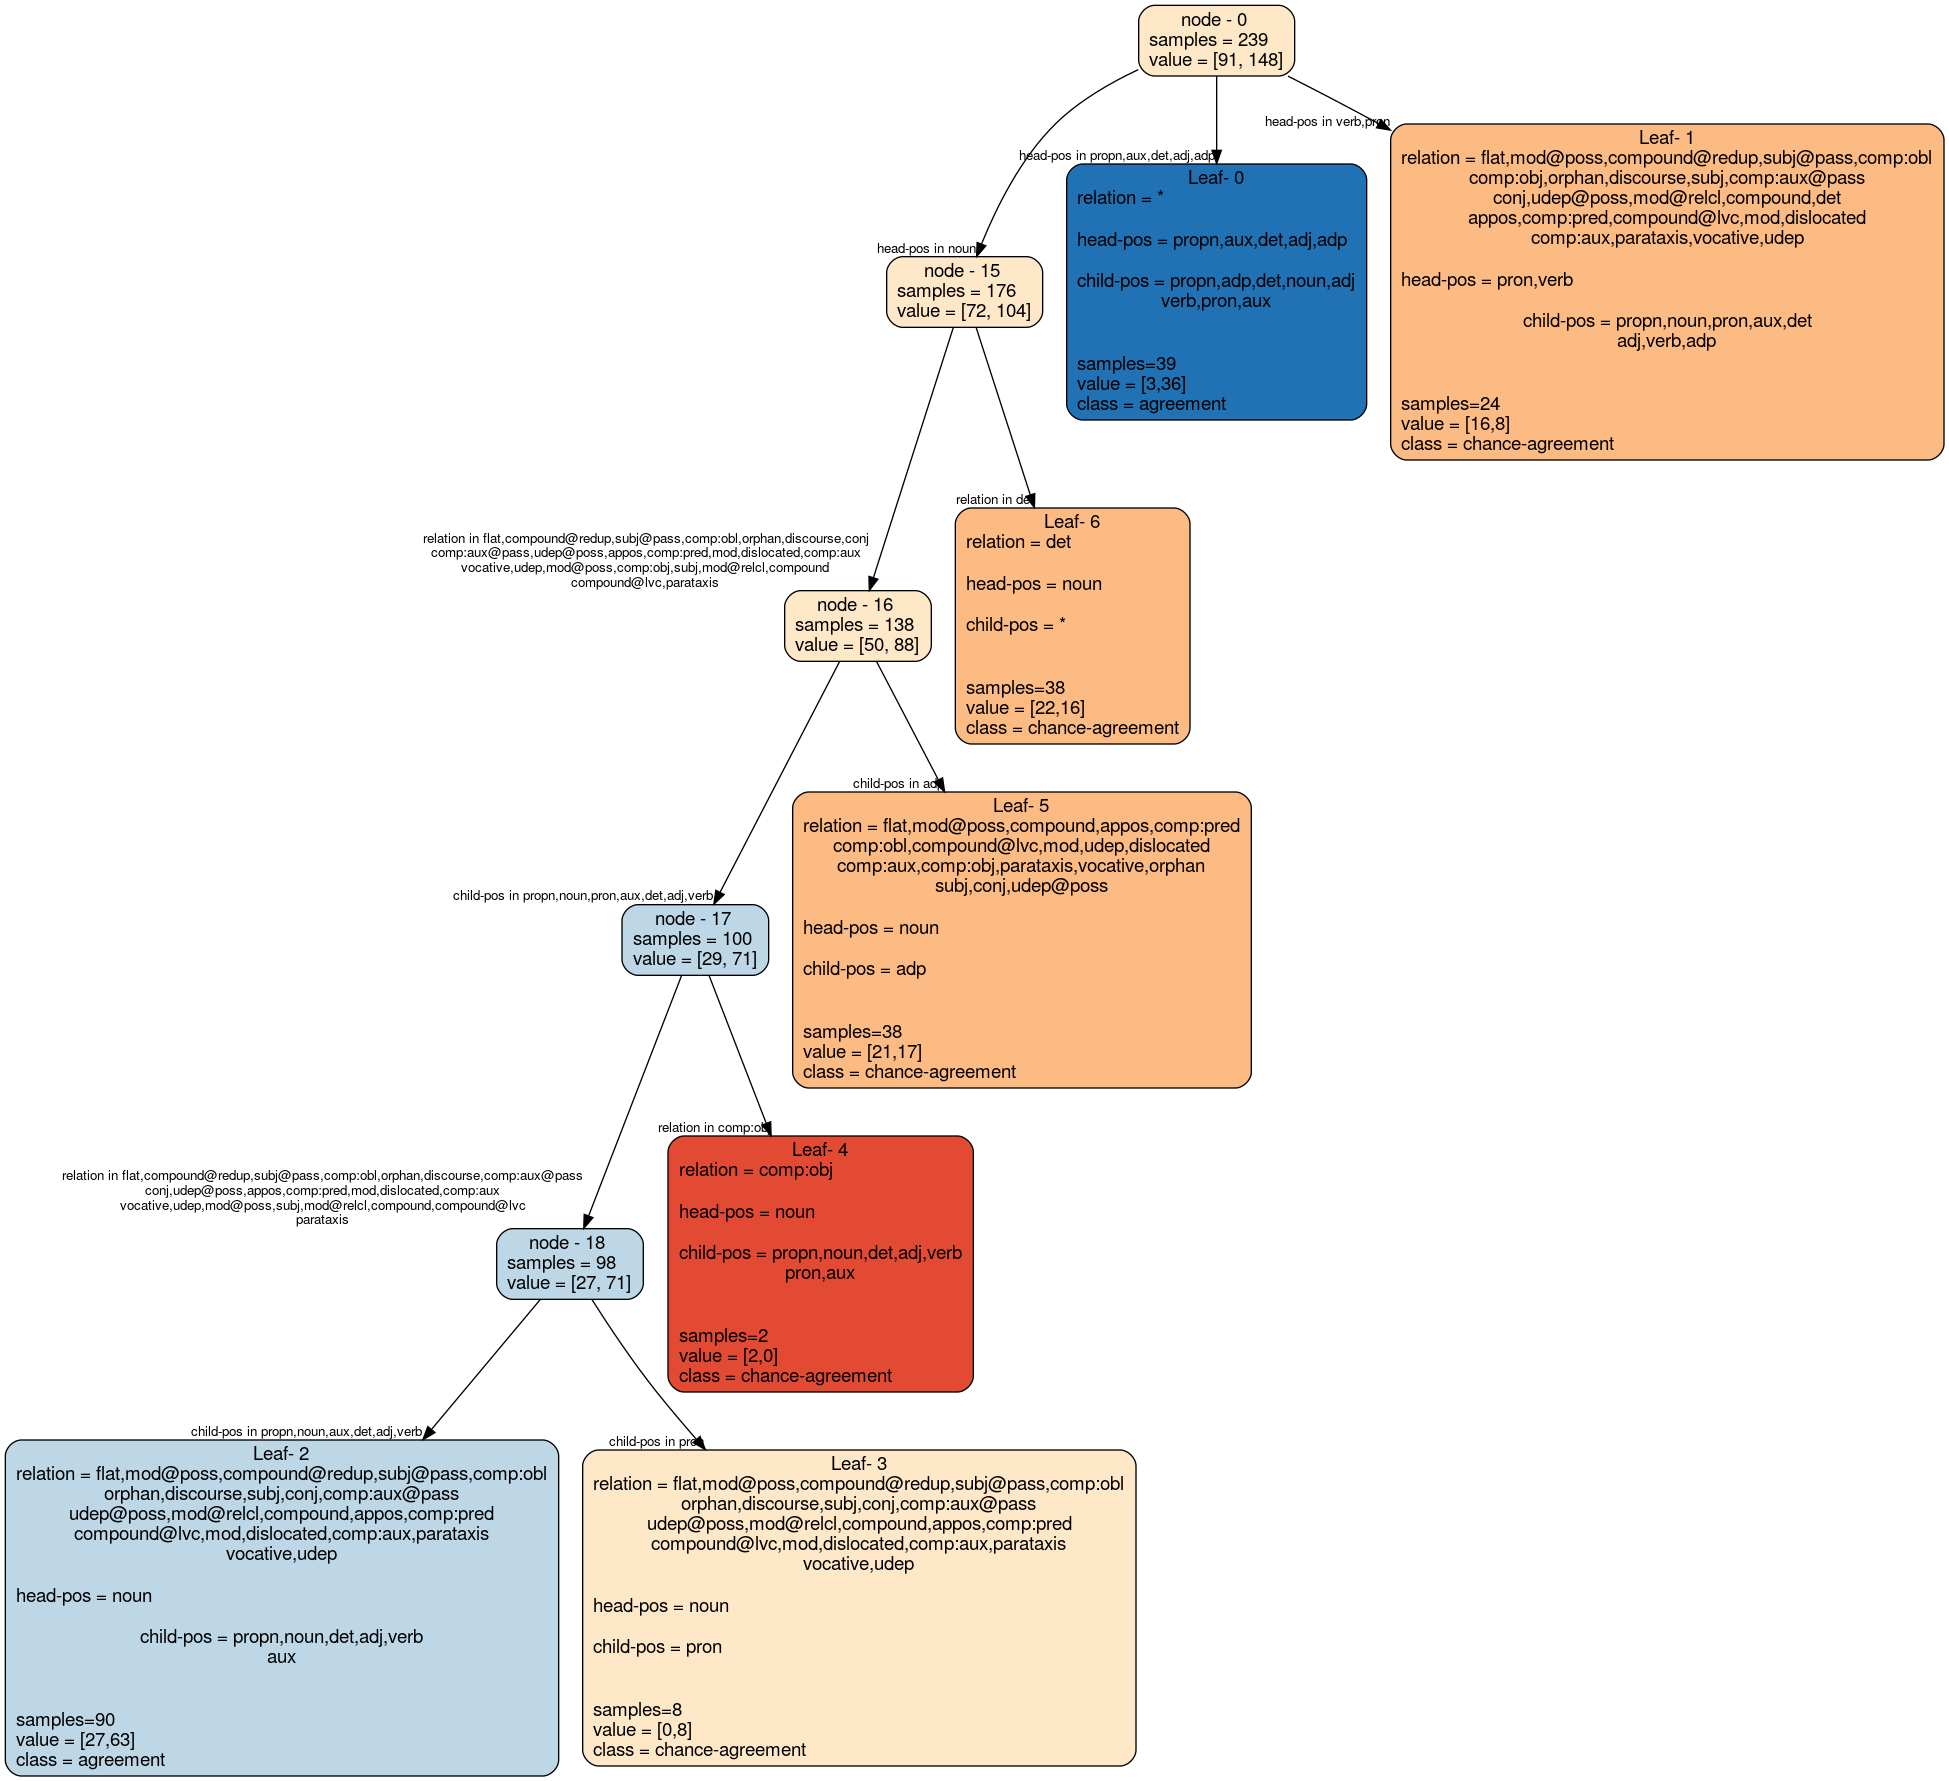 node - 0
samples = 239
value = [91, 148]
head-pos in verb,pron
head-pos in propn,aux,det,adj,adp
head-pos in noun
Leaf- 1
relation = flat,mod@poss,compound@redup,subj@pass,comp:obl
comp:obj,orphan,discourse,subj,comp:aux@pass
conj,udep@poss,mod@relcl,compound,det
appos,comp:pred,compound@lvc,mod,dislocated
comp:aux,parataxis,vocative,udep
head-pos = pron,verb
child-pos = propn,noun,pron,aux,det
adj,verb,adp
samples=24
value = [16,8]
class = chance-agreement
Leaf- 0
relation = *
head-pos = propn,aux,det,adj,adp
child-pos = propn,adp,det,noun,adj
verb,pron,aux
samples=39
value = [3,36]
class = agreement
node - 15
samples = 176
value = [72, 104]
relation in det
relation in flat,compound@redup,subj@pass,comp:obl,orphan,discourse,conj
comp:aux@pass,udep@poss,appos,comp:pred,mod,dislocated,comp:aux
vocative,udep,mod@poss,comp:obj,subj,mod@relcl,compound
compound@lvc,parataxis
Leaf- 6
relation = det
head-pos = noun
child-pos = *
samples=38
value = [22,16]
class = chance-agreement
node - 16
samples = 138
value = [50, 88]
child-pos in adp
child-pos in propn,noun,pron,aux,det,adj,verb
Leaf- 5
relation = flat,mod@poss,compound,appos,comp:pred
comp:obl,compound@lvc,mod,udep,dislocated
comp:aux,comp:obj,parataxis,vocative,orphan
subj,conj,udep@poss
head-pos = noun
child-pos = adp
samples=38
value = [21,17]
class = chance-agreement
node - 17
samples = 100
value = [29, 71]
relation in comp:obj
relation in flat,compound@redup,subj@pass,comp:obl,orphan,discourse,comp:aux@pass
conj,udep@poss,appos,comp:pred,mod,dislocated,comp:aux
vocative,udep,mod@poss,subj,mod@relcl,compound,compound@lvc
parataxis
Leaf- 4
relation = comp:obj
head-pos = noun
child-pos = propn,noun,det,adj,verb
pron,aux
samples=2
value = [2,0]
class = chance-agreement
node - 18
samples = 98
value = [27, 71]
child-pos in propn,noun,aux,det,adj,verb
child-pos in pron
Leaf- 2
relation = flat,mod@poss,compound@redup,subj@pass,comp:obl
orphan,discourse,subj,conj,comp:aux@pass
udep@poss,mod@relcl,compound,appos,comp:pred
compound@lvc,mod,dislocated,comp:aux,parataxis
vocative,udep
head-pos = noun
child-pos = propn,noun,det,adj,verb
aux
samples=90
value = [27,63]
class = agreement
Leaf- 3
relation = flat,mod@poss,compound@redup,subj@pass,comp:obl
orphan,discourse,subj,conj,comp:aux@pass
udep@poss,mod@relcl,compound,appos,comp:pred
compound@lvc,mod,dislocated,comp:aux,parataxis
vocative,udep
head-pos = noun
child-pos = pron
samples=8
value = [0,8]
class = chance-agreement